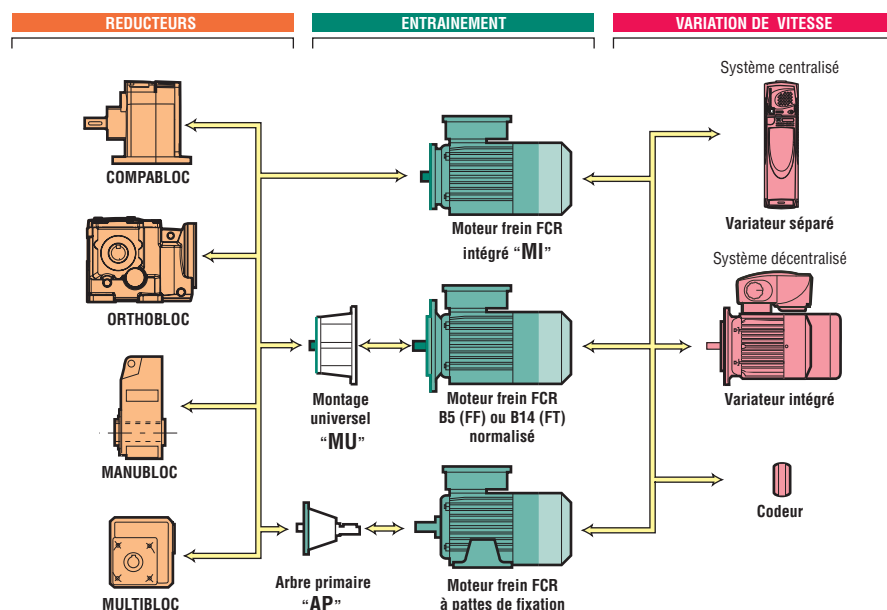 REDUCTEURS
ENTRAINEMENT
VARIATION DE VITESSE
COMPABLOC
ORTHOBLOC
MANUBLOC
MULTIBLOC
Moteur frein FCR
intégré “MI”
Montage
universel
“MU”
Moteur frein FCR
B5 (FF) ou B14 (FT)
normalisé
Arbre primaire
“AP”
Moteur frein FCR
à pattes de fixation
Système centralisé
Variateur séparé
Système décentralisé
Variateur intégré
Codeur